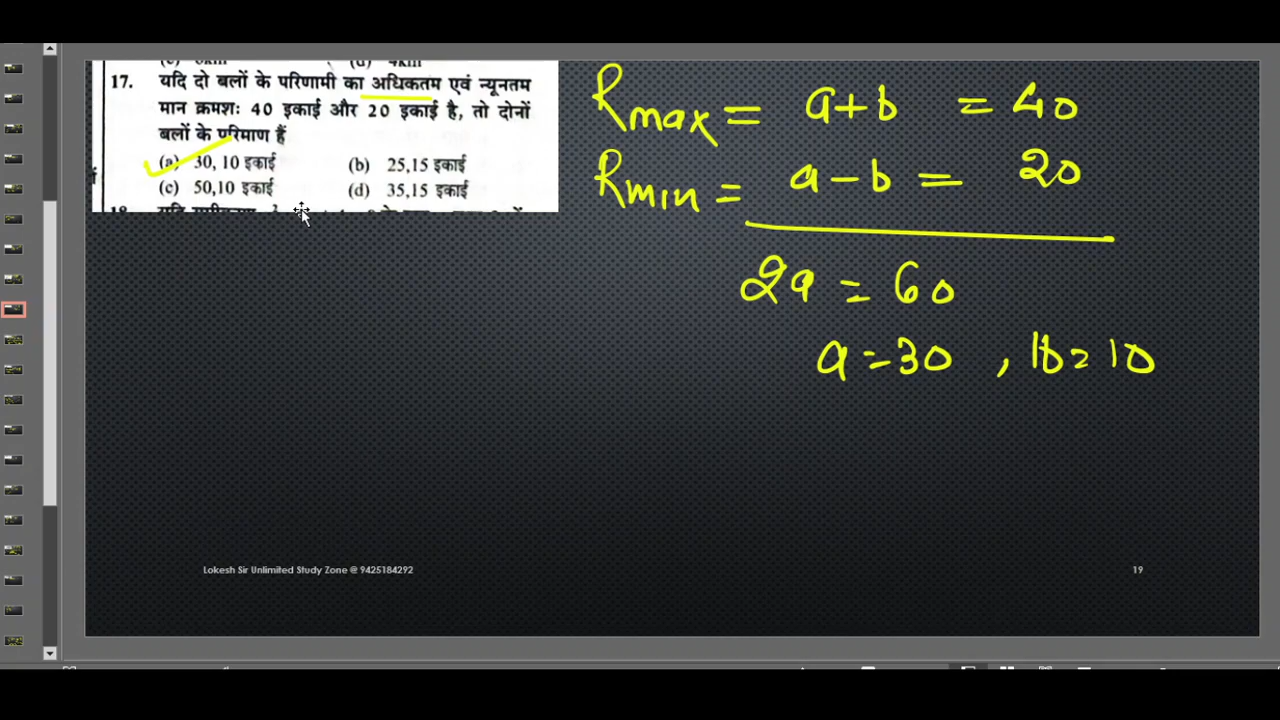 17. यदि दो बलों के परिणामी का अधिकतम एवं न्यूनतम
मान क्रमशः 40 इकाई और 20 इकाई है, तो दोनों
बलों के परिमाण हैं
(a) 30, 10 इकाई (b) 25,15 इकाई
(c) 50,10 इकाई (d) 35,15 इकाई
Rmax = a+b = 40
Rmin = a-b = 20
2a = 60
a=30 , b=10
Lokesh Sir Unlimited Study Zone @ 9425184292 19